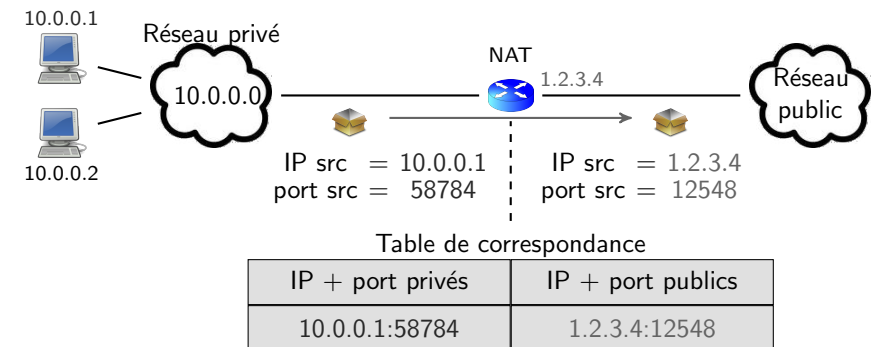 10.0.0.1
Réseau privé
10.0.0.0
10.0.0.2
NAT
1.2.3.4
Réseau
public
IP src = 10.0.0.1
port src = 58784
IP src = 1.2.3.4
port src = 12548
Table de correspondance
IP + port privés
IP + port publics
10.0.0.1:58784
1.2.3.4:12548